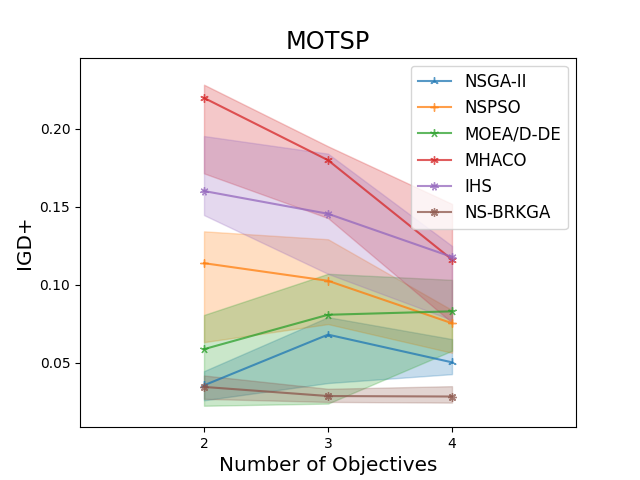 MOTSP
NSGA-II
NSPSO
MOEA/D-DE
MHACO
IHS
NS-BRKGA
IGD+
0.20
0.15
0.10
0.05
2 3 4
Number of Objectives